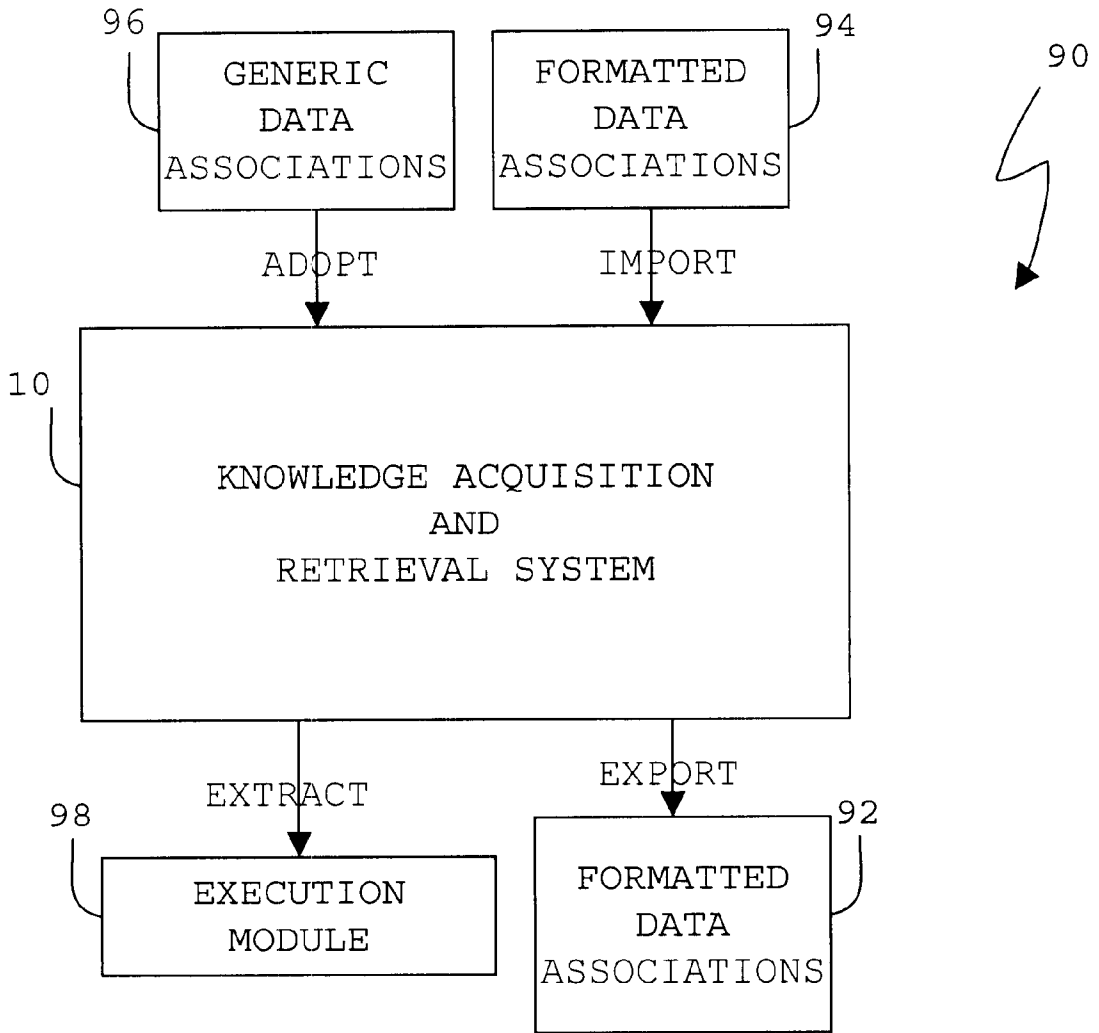 96
94
90
GENERIC
DATA
ASSOCIATIONS
FORMATTED
DATA
ASSOCIATIONS
ADOPT
IMPORT
10
KNOWLEDGE ACQUISITION
AND
RETRIEVAL SYSTEM
EXTRACT
EXPORT
98
92
EXECUTION
MODULE
FORMATTED
DATA
ASSOCIATIONS